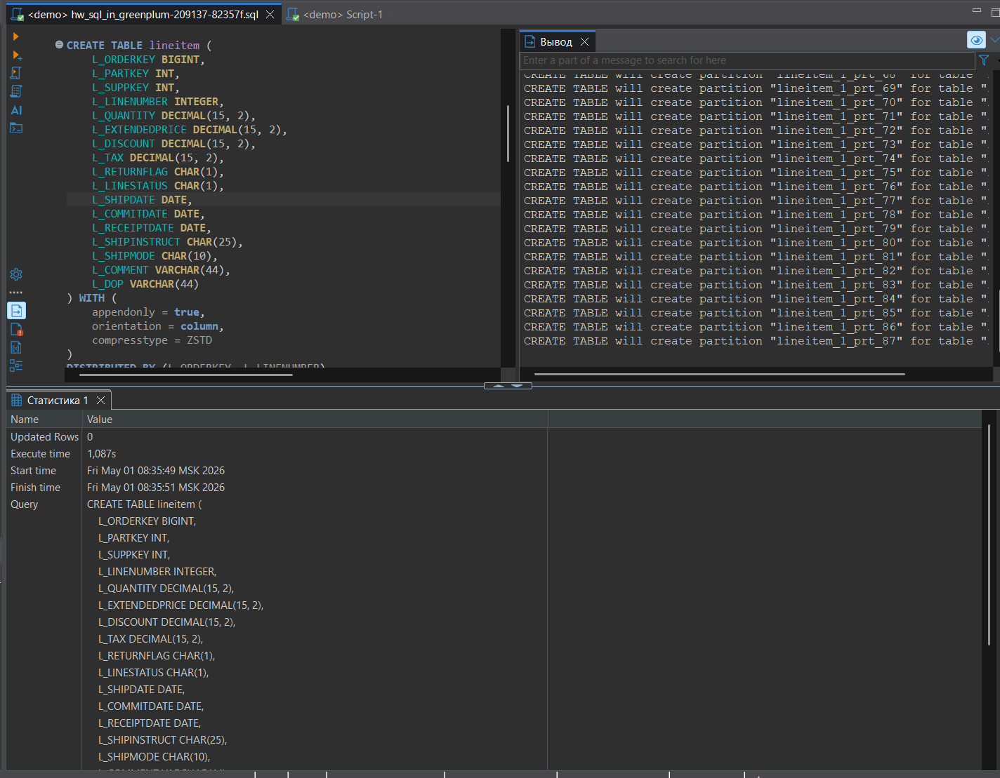 <demo> hw_sql_in_greenplum-209137-82357f.sql
<demo> Script-1
CREATE TABLE lineitem (
L_ORDERKEY BIGINT,
L_PARTKEY INT,
L_SUPPKEY INT,
L_LINENUMBER INTEGER,
L_QUANTITY DECIMAL(15, 2),
L_EXTENDEDPRICE DECIMAL(15, 2),
L_DISCOUNT DECIMAL(15, 2),
L_TAX DECIMAL(15, 2),
L_RETURNFLAG CHAR(1),
L_LINESTATUS CHAR(1),
L_SHIPDATE DATE,
L_COMMITDATE DATE,
L_RECEIPTDATE DATE,
L_SHIPINSTRUCT CHAR(25),
L_SHIPMODE CHAR(10),
L_COMMENT VARCHAR(44),
L_DOP VARCHAR(44)
) WITH (
appendonly = true,
orientation = column,
compresstype = ZSTD
)
DISTRIBUTED BY (L_ORDERKEY, L_LINENUMBER)
AI
Вывод
Enter a part of a message to search for here
CREATE TABLE will create partition "lineitem_1_prt_68" for table "
CREATE TABLE will create partition "lineitem_1_prt_69" for table "
CREATE TABLE will create partition "lineitem_1_prt_70" for table "
CREATE TABLE will create partition "lineitem_1_prt_71" for table "
CREATE TABLE will create partition "lineitem_1_prt_72" for table "
CREATE TABLE will create partition "lineitem_1_prt_73" for table "
CREATE TABLE will create partition "lineitem_1_prt_74" for table "
CREATE TABLE will create partition "lineitem_1_prt_75" for table "
CREATE TABLE will create partition "lineitem_1_prt_76" for table "
CREATE TABLE will create partition "lineitem_1_prt_77" for table "
CREATE TABLE will create partition "lineitem_1_prt_78" for table "
CREATE TABLE will create partition "lineitem_1_prt_79" for table "
CREATE TABLE will create partition "lineitem_1_prt_80" for table "
CREATE TABLE will create partition "lineitem_1_prt_81" for table "
CREATE TABLE will create partition "lineitem_1_prt_82" for table "
CREATE TABLE will create partition "lineitem_1_prt_83" for table "
CREATE TABLE will create partition "lineitem_1_prt_84" for table "
CREATE TABLE will create partition "lineitem_1_prt_85" for table "
CREATE TABLE will create partition "lineitem_1_prt_86" for table "
CREATE TABLE will create partition "lineitem_1_prt_87" for table "
Статистика 1
Name Value
Updated Rows 0
Execute time 1,087s
Start time Fri May 01 08:35:49 MSK 2026
Finish time Fri May 01 08:35:51 MSK 2026
Query CREATE TABLE lineitem (
L_ORDERKEY BIGINT,
L_PARTKEY INT,
L_SUPPKEY INT,
L_LINENUMBER INTEGER,
L_QUANTITY DECIMAL(15, 2),
L_EXTENDEDPRICE DECIMAL(15, 2),
L_DISCOUNT DECIMAL(15, 2),
L_TAX DECIMAL(15, 2),
L_RETURNFLAG CHAR(1),
L_LINESTATUS CHAR(1),
L_SHIPDATE DATE,
L_COMMITDATE DATE,
L_RECEIPTDATE DATE,
L_SHIPINSTRUCT CHAR(25),
L_SHIPMODE CHAR(10),